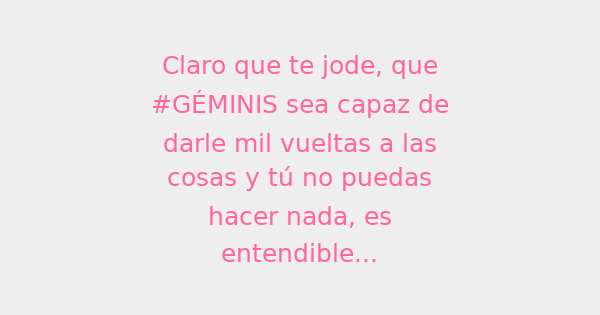 Claro que te jode, que
#GÉMINIS sea capaz de
darle mil vueltas a las
cosas y tú no puedas
hacer nada, es
entendible...